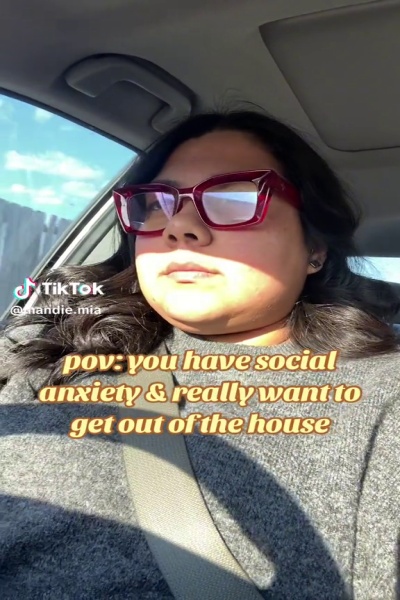 TikTok
@mandie.mia
pov: you have social
anxiety & really want to
get out of the house